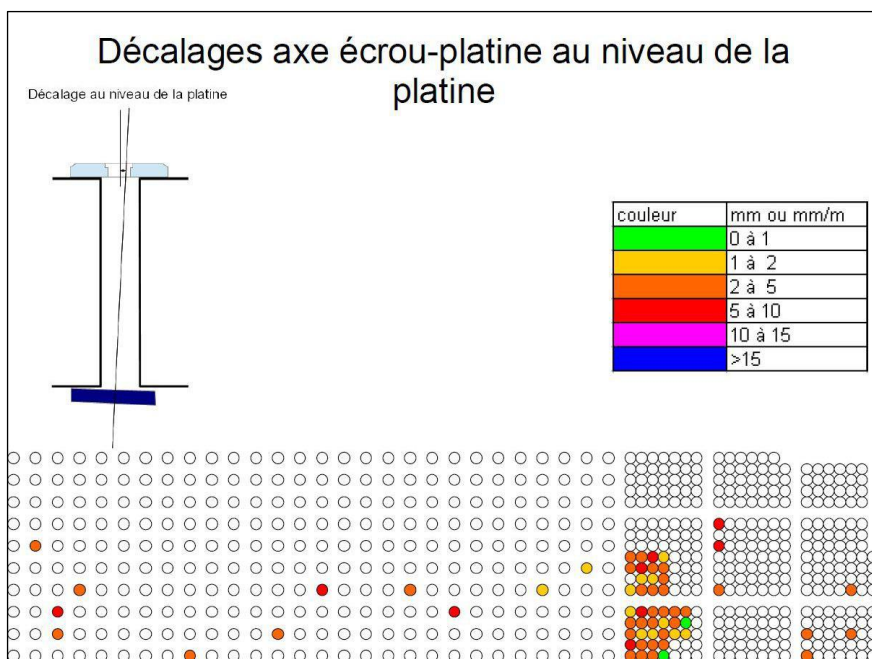 Décalages axe écrou-platine au niveau de la
platine
Décalage au niveau de la platine
couleur mm ou mm/m
0 à 1
1 à 2
2 à 5
5 à 10
10 à 15
>15